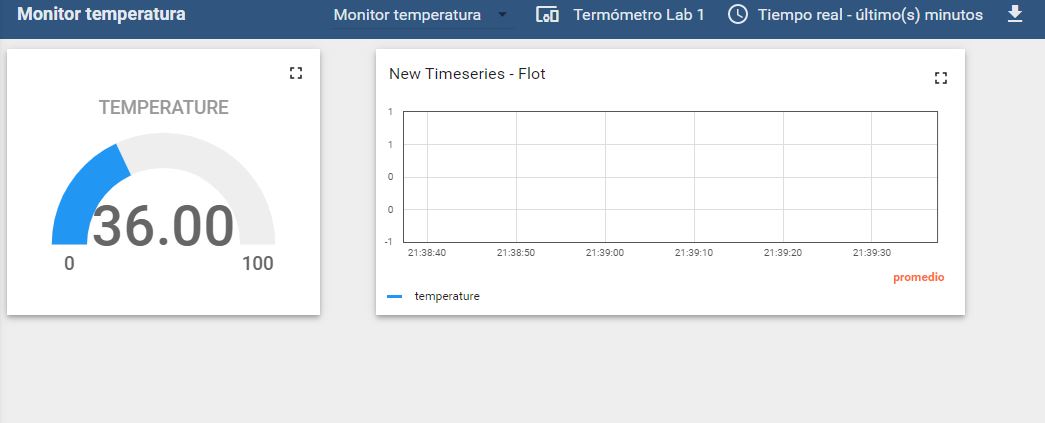 Monitor temperatura
Monitor temperatura
Termómetro Lab 1
Tiempo real - último(s) minutos
TEMPERATURE
36.00
0
100
New Timeseries - Flot
1
1
0
0
-1
21:38:40 21:38:50 21:39:00 21:39:10 21:39:20 21:39:30
promedio
temperature